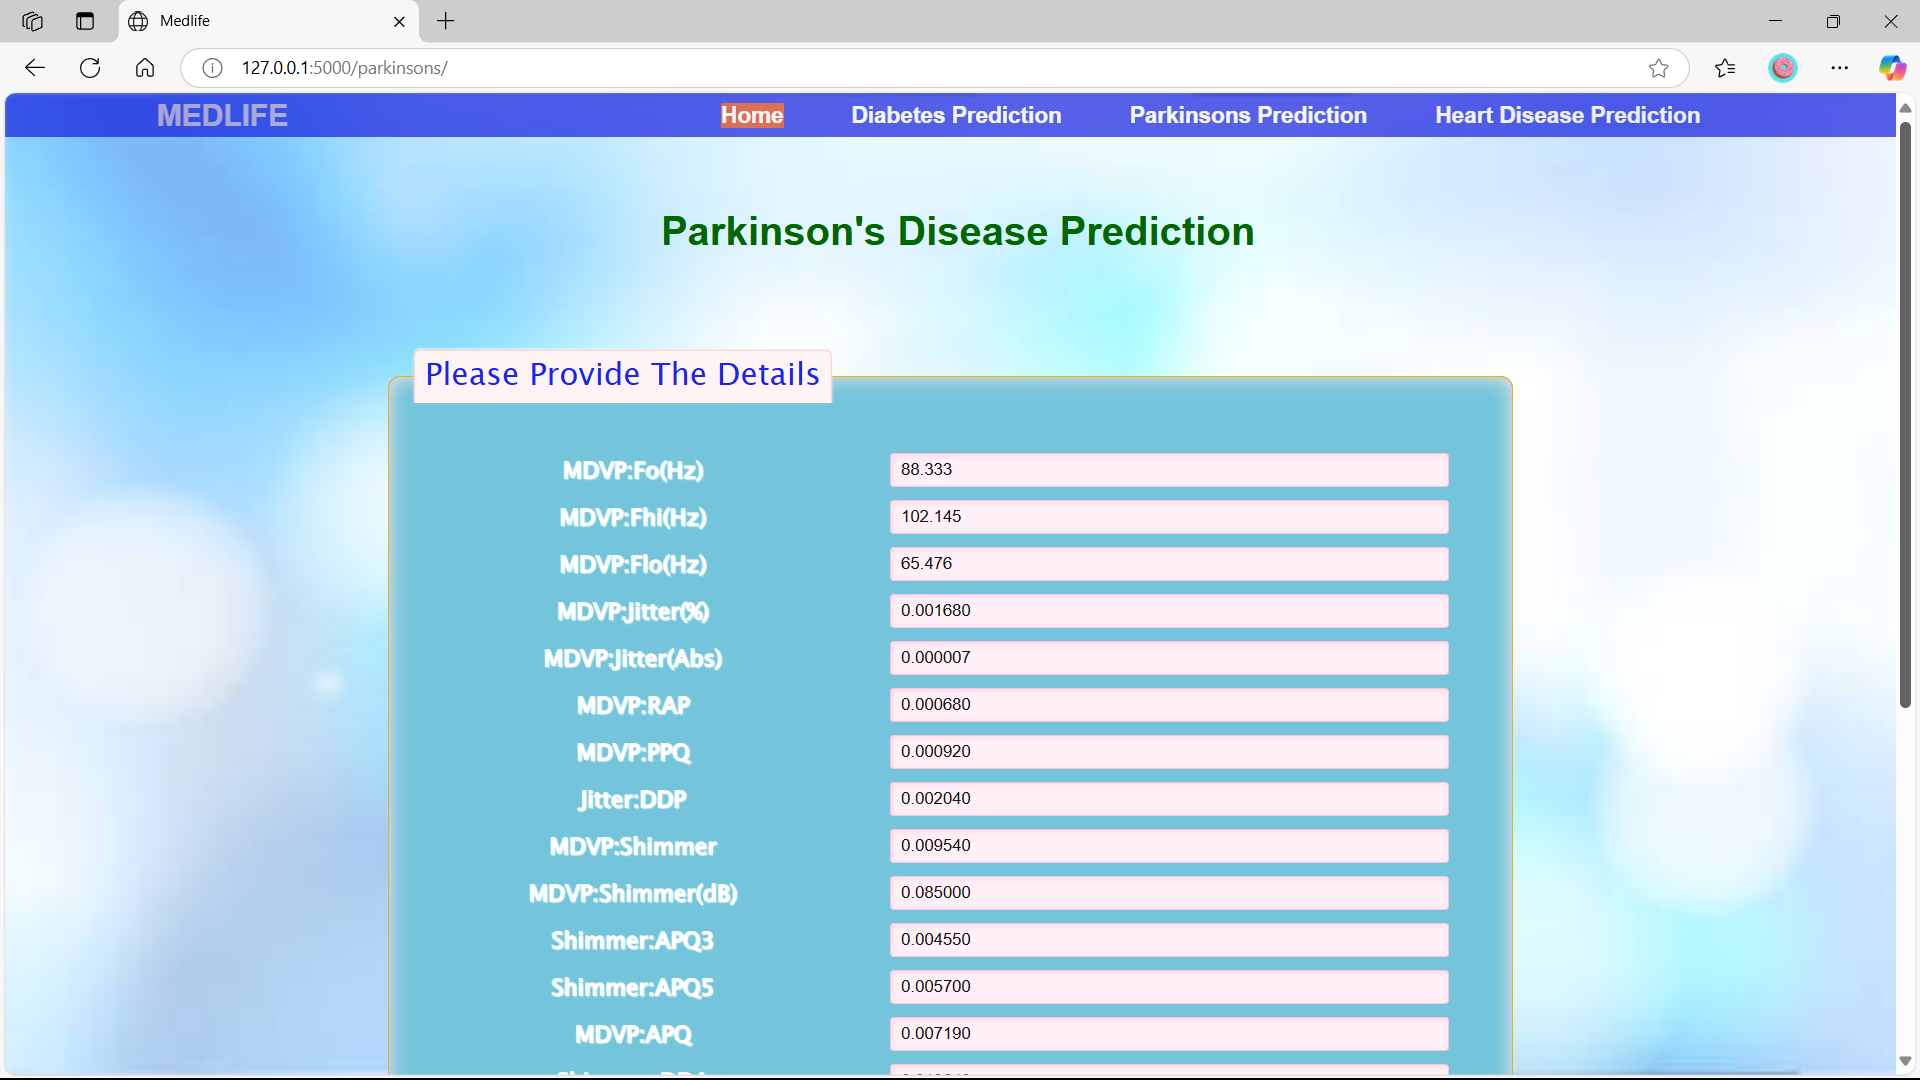 Medlife
127.0.0.1:5000/parkinsons/
MEDLIFE Home Diabetes Prediction Parkinsons Prediction Heart Disease Prediction
Parkinson's Disease Prediction
Please Provide The Details
MDVP:Fo(Hz) 88.333
MDVP:Fhi(Hz) 102.145
MDVP:Flo(Hz) 65.476
MDVP:Jitter(%) 0.001680
MDVP:Jitter(Abs) 0.000007
MDVP:RAP 0.000680
MDVP:PPQ 0.000920
Jitter:DDP 0.002040
MDVP:Shimmer 0.009540
MDVP:Shimmer(dB) 0.085000
Shimmer:APQ3 0.004550
Shimmer:APQ5 0.005700
MDVP:APQ 0.007190